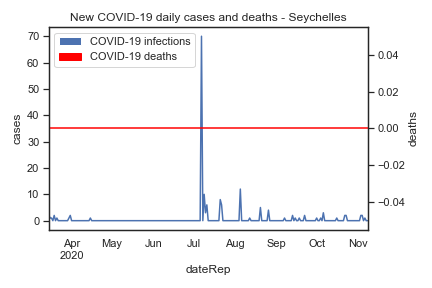 New COVID-19 daily cases and deaths - Seychelles
COVID-19 infections
COVID-19 deaths
70
60
50
40
30
20
10
0
cases
0.04
0.02
0.00
−0.02
−0.04
deaths
Apr
2020
May
Jun
Jul
Aug
Sep
Oct
Nov
dateRep